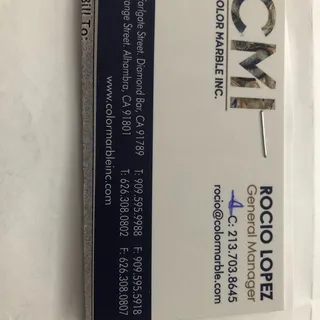 Bill To:
CMI
COLOR MARBLE INC.
ROCIO LOPEZ
General Manager
C: 213.703.8645
rocio@colormarble.com
Street, Diamond Bar, CA 91789 T: 909.595.9988 F: 909.595.5918
Street, Alhambra, CA 91801 T: 626.308.0802 F: 626.308.0807
www.colormarbleinc.com